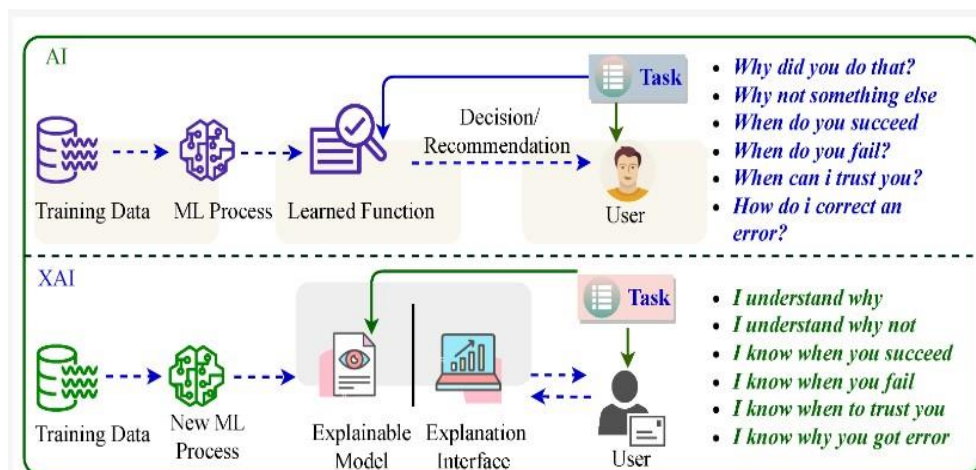 AI
Task
Decision/
Recommendation
Training Data
ML Process
Learned Function
User
• Why did you do that?
• Why not something else
• When do you succeed
• When do you fail?
• When can i trust you?
• How do i correct an
error?
XAI
Task
Training Data
New ML
Process
Explainable
Model
Explanation
Interface
User
• I understand why
• I understand why not
• I know when you succeed
• I know when you fail
• I know when to trust you
• I know why you got error